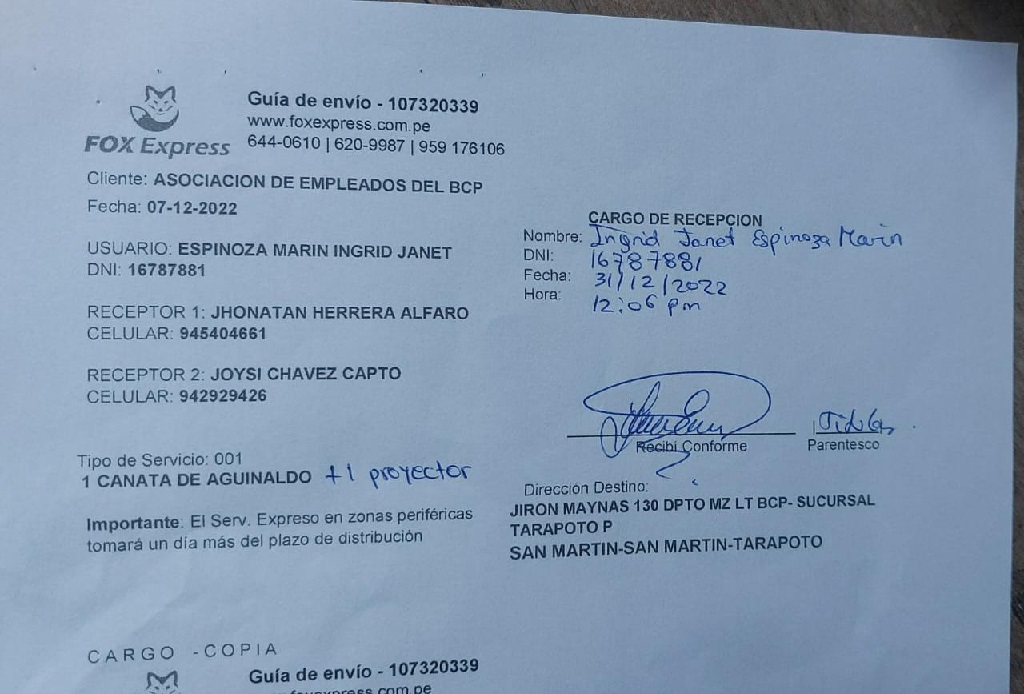 FOX Express
Guía de envío - 107320339
www.foxexpress.com.pe
644-0610 | 620-9987 | 959 176106
Cliente: ASOCIACION DE EMPLEADOS DEL BCP
Fecha: 07-12-2022
USUARIO: ESPINOZA MARIN INGRID JANET
DNI: 16787881
RECEPTOR 1: JHONATAN HERRERA ALFARO
CELULAR: 945404661
RECEPTOR 2: JOYSI CHAVEZ CAPTO
CELULAR: 942929426
Tipo de Servicio: 001
1 CANATA DE AGUINALDO +1 proyector
Importante: El Serv. Expreso en zonas periféricas
tomará un día más del plazo de distribución
CARGO DE RECEPCION
Nombre: Ingrid Janet Espinoza Marin
DNI: 16787881
Fecha: 31/12/2022
Hora: 12:06 pm
Recibi Conforme
Parentesco
Dirección Destino:
JIRON MAYNAS 130 DPTO MZ LT BCP- SUCURSAL
TARAPOTO P
SAN MARTIN-SAN MARTIN-TARAPOTO
CARGO -COPIA
Guía de envío - 107320339
foxexpress.com.pe